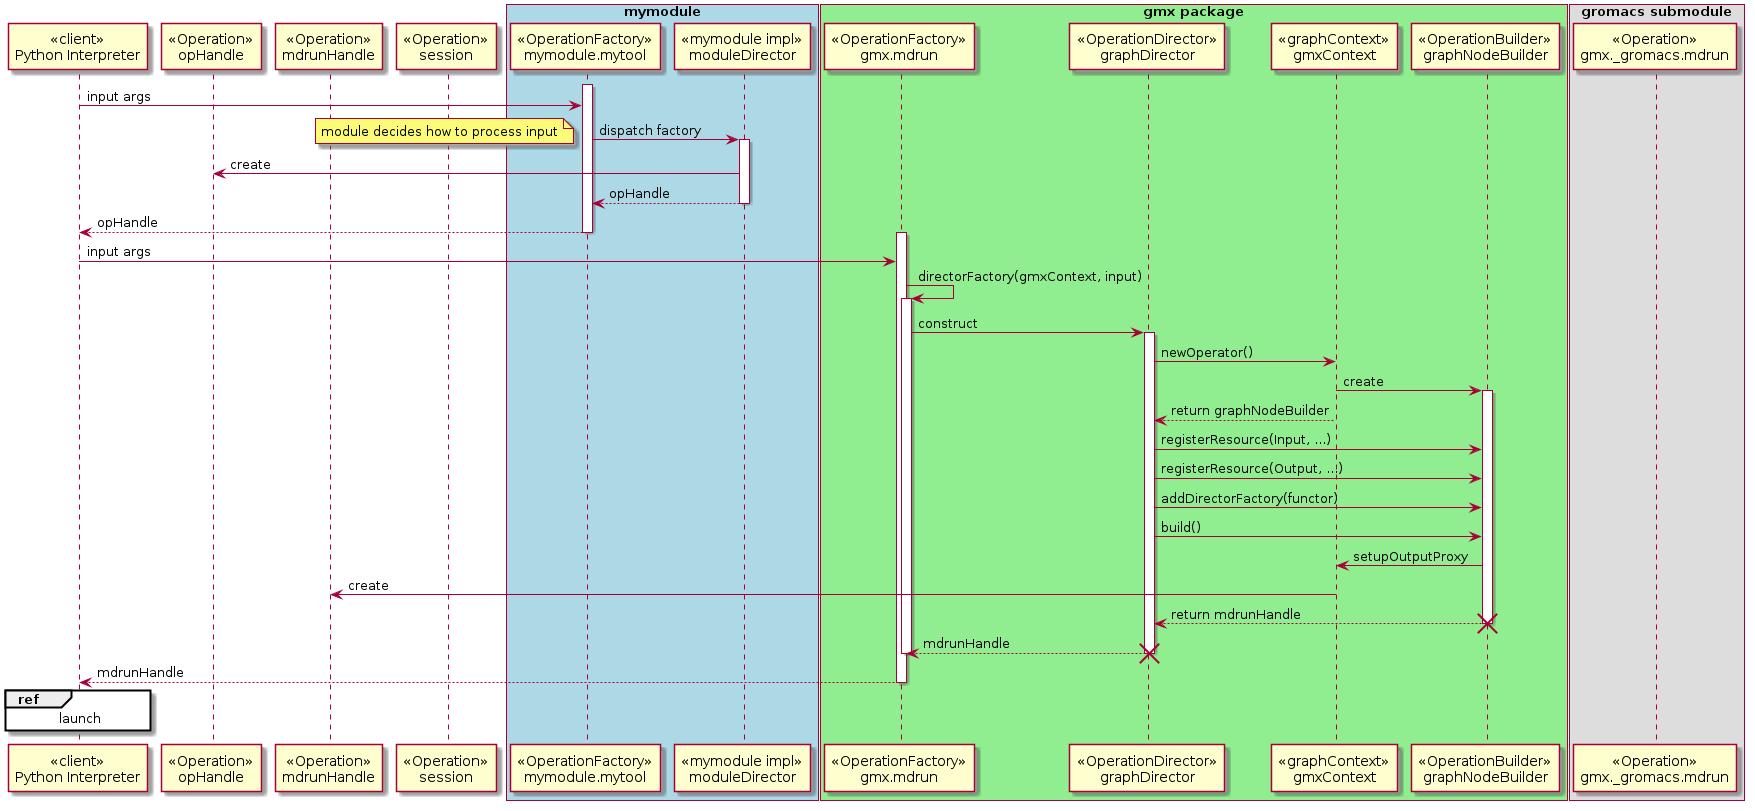 mymodule
gmx package
gromacs submodule
«client»
Python Interpreter
«Operation»
opHandle
«Operation»
mdrunHandle
«Operation»
session
«OperationFactory»
mymodule.mytool
«mymodule impl»
moduleDirector
«OperationFactory»
gmx.mdrun
«OperationDirector»
graphDirector
«graphContext»
gmxContext
«OperationBuilder»
graphNodeBuilder
«Operation»
gmx._gromacs.mdrun
input args
module decides how to process input
dispatch factory
create
opHandle
opHandle
input args
directorFactory(gmxContext, input)
construct
newOperator()
create
return graphNodeBuilder
registerResource(Input, ...)
registerResource(Output, ...)
addDirectorFactory(functor)
build()
setupOutputProxy
create
return mdrunHandle
mdrunHandle
mdrunHandle
ref
launch
«client»
Python Interpreter
«Operation»
opHandle
«Operation»
mdrunHandle
«Operation»
session
«OperationFactory»
mymodule.mytool
«mymodule impl»
moduleDirector
«OperationFactory»
gmx.mdrun
«OperationDirector»
graphDirector
«graphContext»
gmxContext
«OperationBuilder»
graphNodeBuilder
«Operation»
gmx._gromacs.mdrun